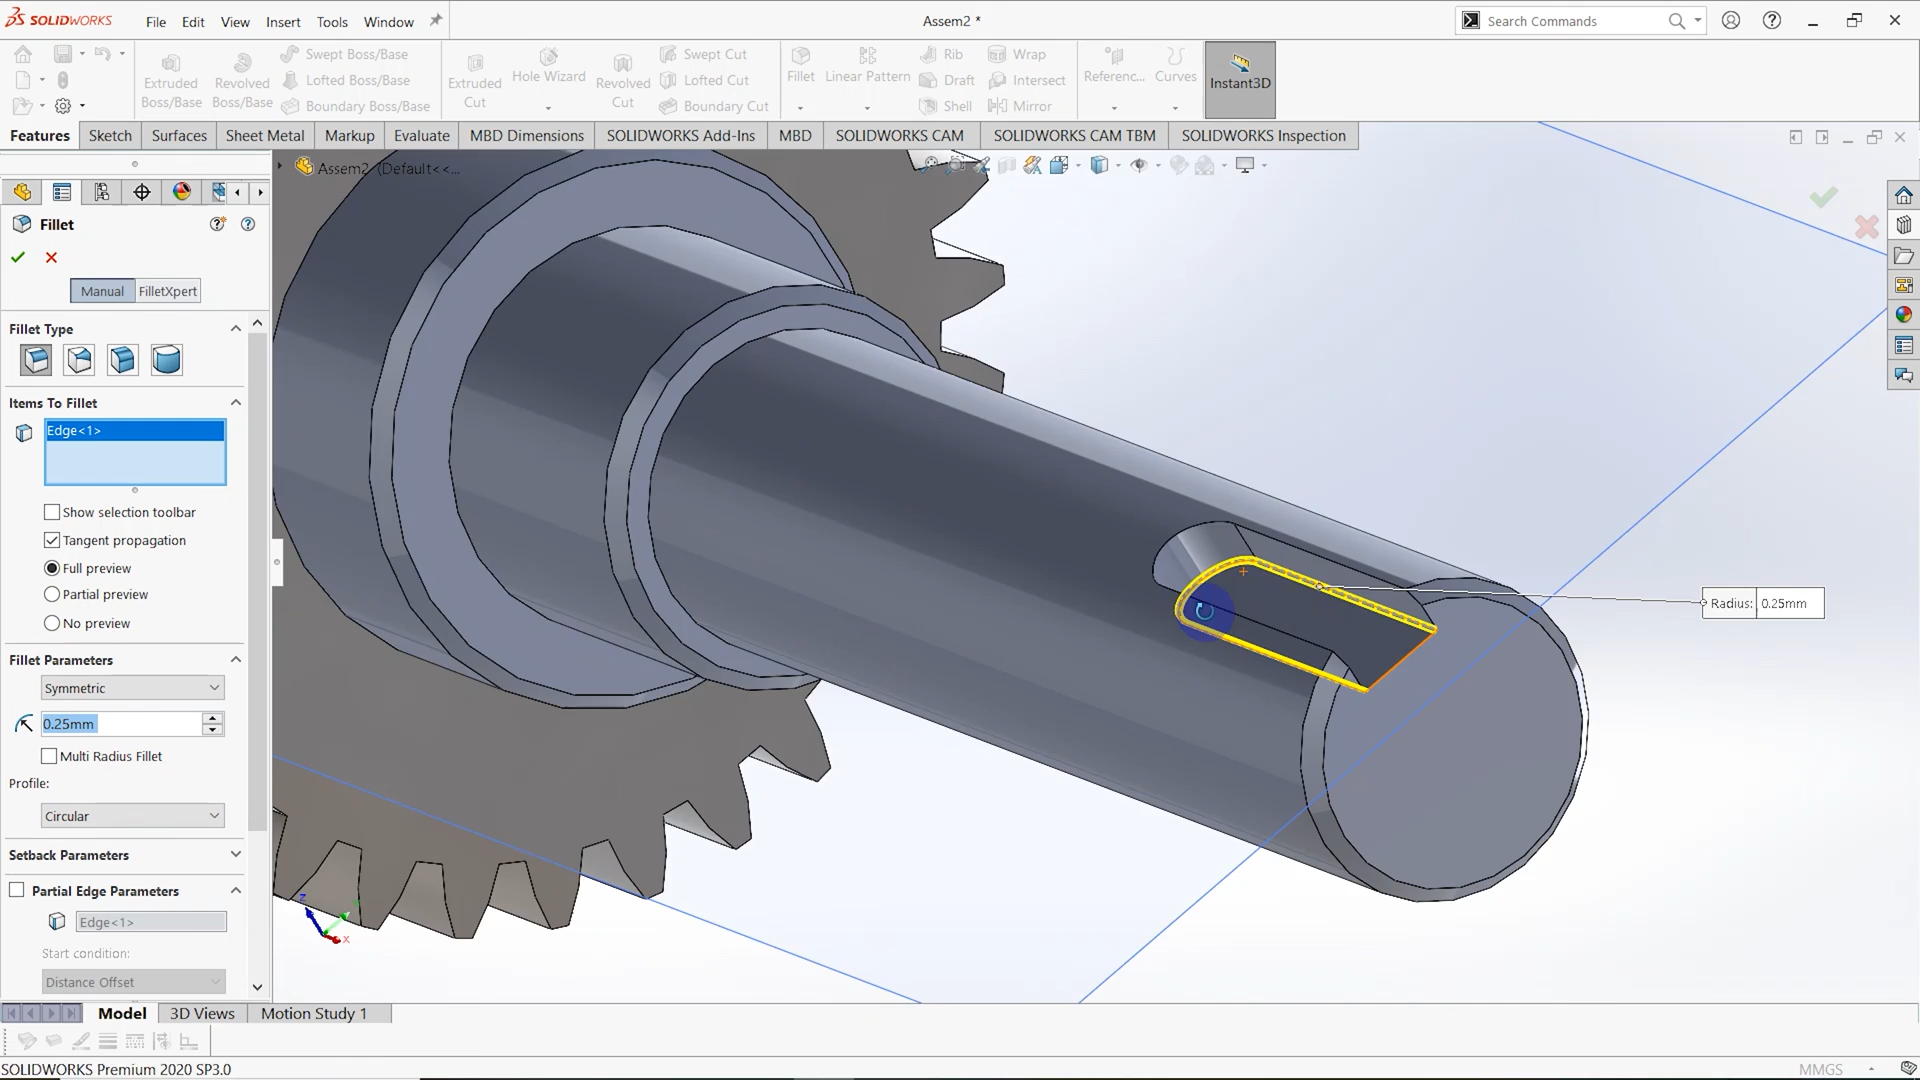 SOLIDWORKS
File Edit View Insert Tools Window
Assem2 *
Search Commands
Extruded Boss/Base
Revolved Boss/Base
Swept Boss/Base
Lofted Boss/Base
Boundary Boss/Base
Extruded Cut
Hole Wizard
Revolved Cut
Swept Cut
Lofted Cut
Boundary Cut
Fillet
Linear Pattern
Rib
Draft
Shell
Wrap
Intersect
Mirror
Referenc...
Curves
Instant3D
Features Sketch Surfaces Sheet Metal Markup Evaluate MBD Dimensions SOLIDWORKS Add-Ins MBD SOLIDWORKS CAM SOLIDWORKS CAM TBM SOLIDWORKS Inspection
Assem2 (Default<<...
Fillet
Manual FilletXpert
Fillet Type
Items To Fillet
Edge<1>
Show selection toolbar
Tangent propagation
Full preview
Partial preview
No preview
Fillet Parameters
Symmetric
0.25mm
Multi Radius Fillet
Profile:
Circular
Setback Parameters
Partial Edge Parameters
Edge<1>
Start condition:
Distance Offset
Radius: 0.25mm
Z
X
Model 3D Views Motion Study 1
SOLIDWORKS Premium 2020 SP3.0
MMGS